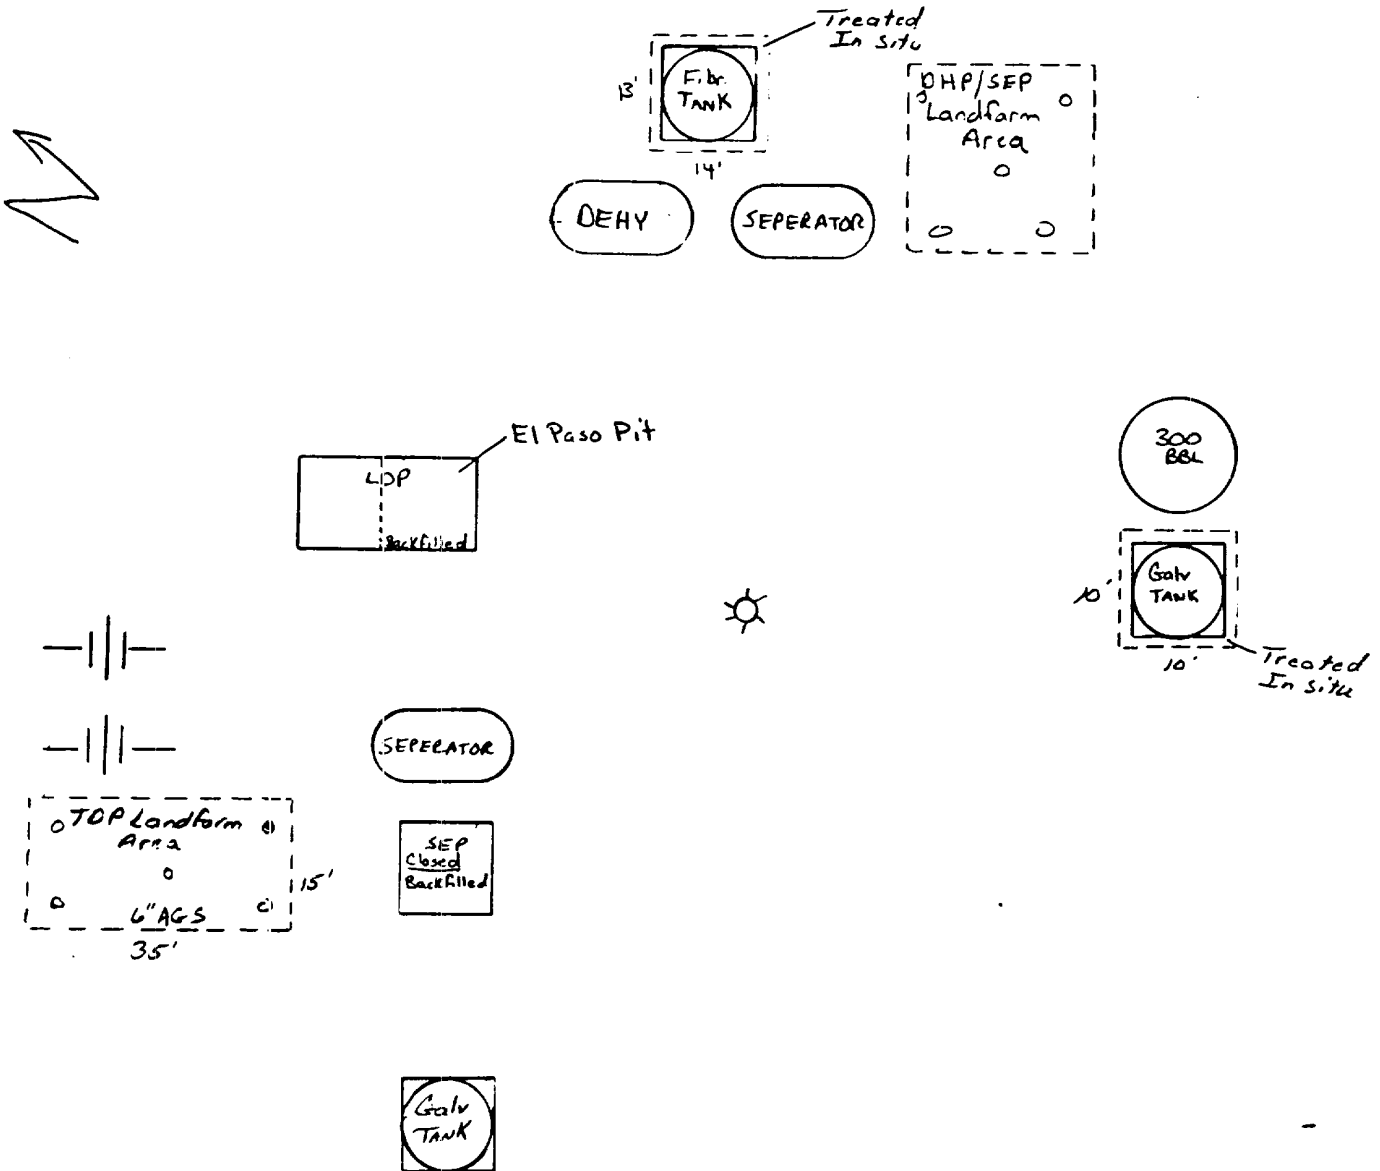 Treated
In situ
Fibr
TANK
13'
14'
DHP/SEP
Landfarm
Area
DEHY
SEPERATOR
El Paso Pit
LDP
Backfilled
300
BBL
Galv
TANK
10'
10'
Treated
In situ
SEPERATOR
TDP Landfarm
Area
6" AGS
15'
35'
SEP
Closed
Backfilled
Galv
TANK